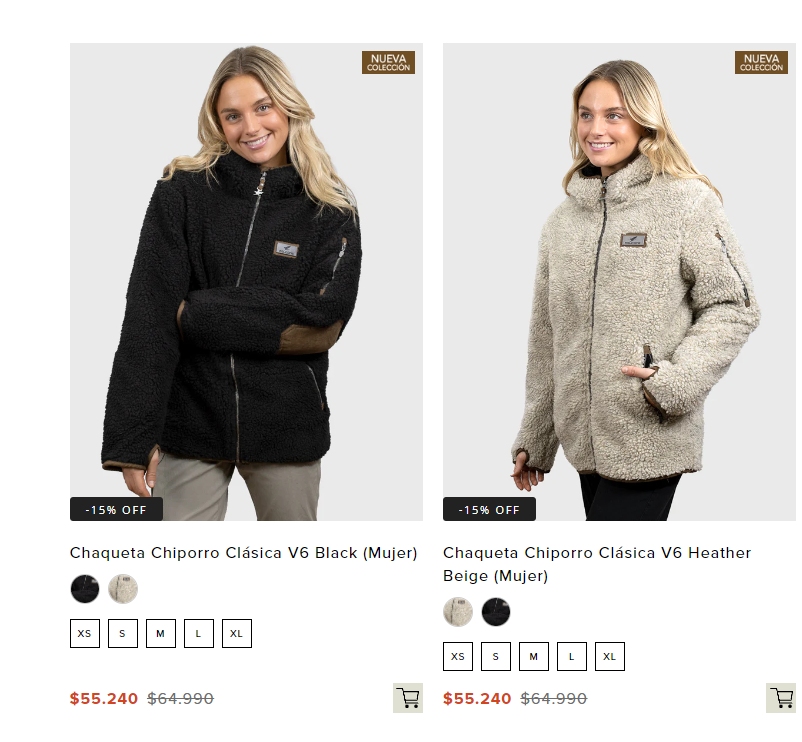 NUEVA
COLECCIÓN
NUEVA
COLECCIÓN
-15% OFF
-15% OFF
Chaqueta Chiporro Clásica V6 Black (Mujer)
XS S M L XL
$55.240 $64.990
Chaqueta Chiporro Clásica V6 Heather
Beige (Mujer)
XS S M L XL
$55.240 $64.990